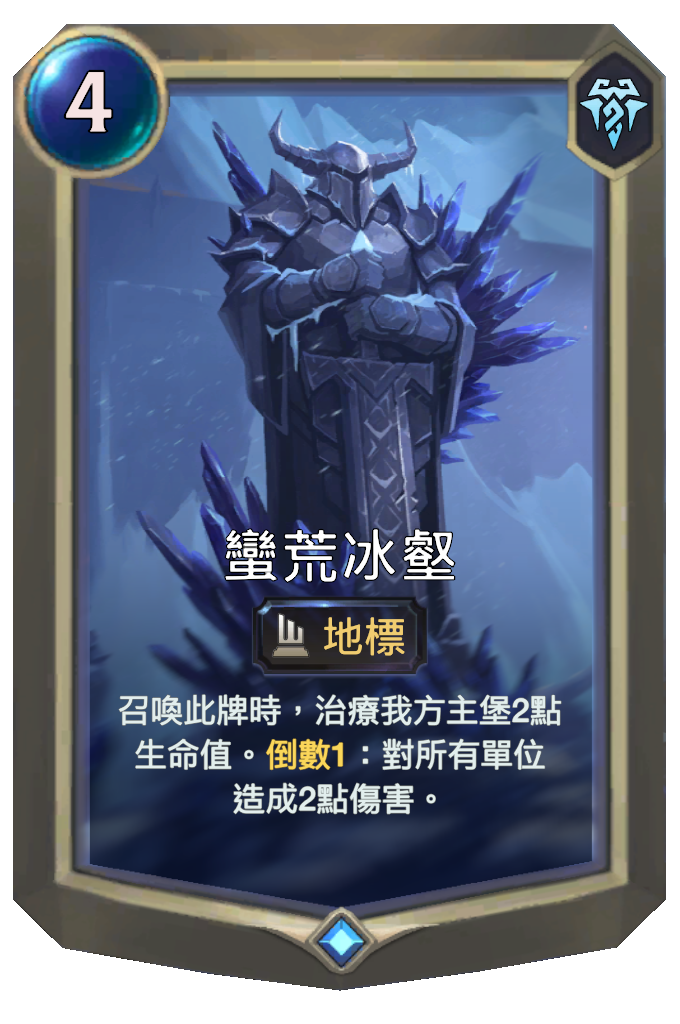 4
蠻荒冰壑
地標
召喚此牌時，治療我方主堡2點
生命值。倒數1：對所有單位
造成2點傷害。